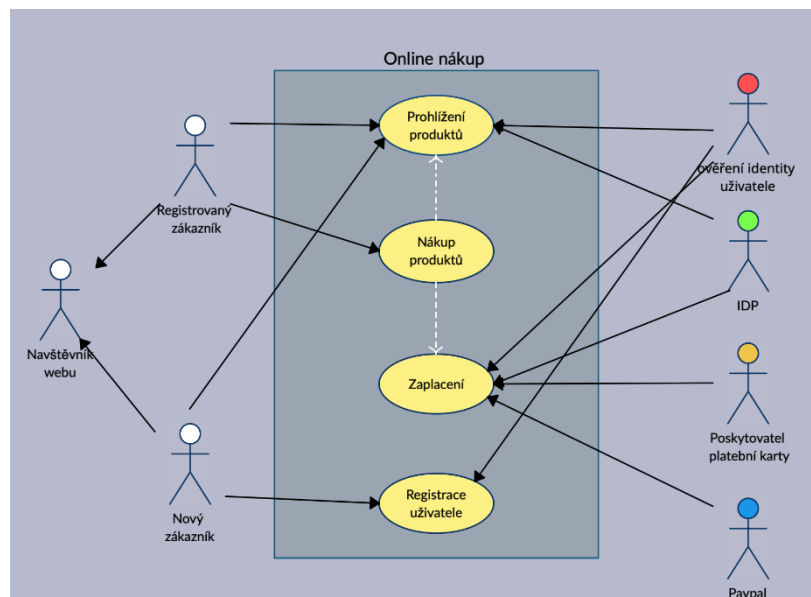 Online nákup
Prohlížení
produktů
Nákup
produktů
Zaplacení
Registrace
uživatele
Registrovaný
zákazník
Navštěvník
webu
Nový
zákazník
ověření identity
uživatele
IDP
Poskytovatel
platební karty
Paypal